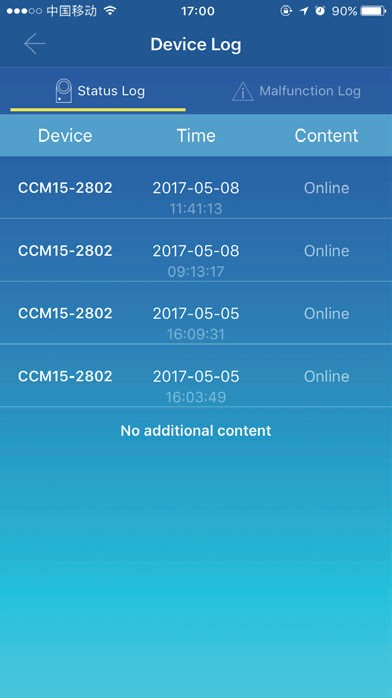 中国移动 17:00 90%
Device Log
Status Log Malfunction Log
Device Time Content
CCM15-2802 2017-05-08 Online
11:41:13
CCM15-2802 2017-05-08 Online
09:13:17
CCM15-2802 2017-05-05 Online
16:09:31
CCM15-2802 2017-05-05 Online
16:03:49
No additional content